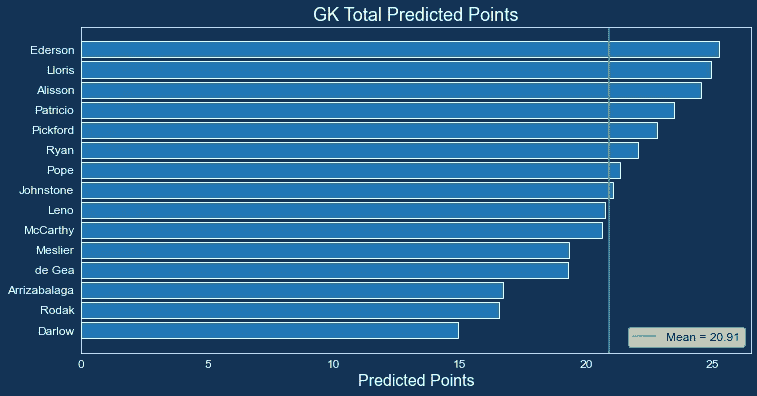 GK Total Predicted Points
Ederson
Lloris
Alisson
Patricio
Pickford
Ryan
Pope
Johnstone
Leno
McCarthy
Meslier
de Gea
Arrizabalaga
Rodak
Darlow
Mean = 20.91
0 5 10 15 20 25
Predicted Points